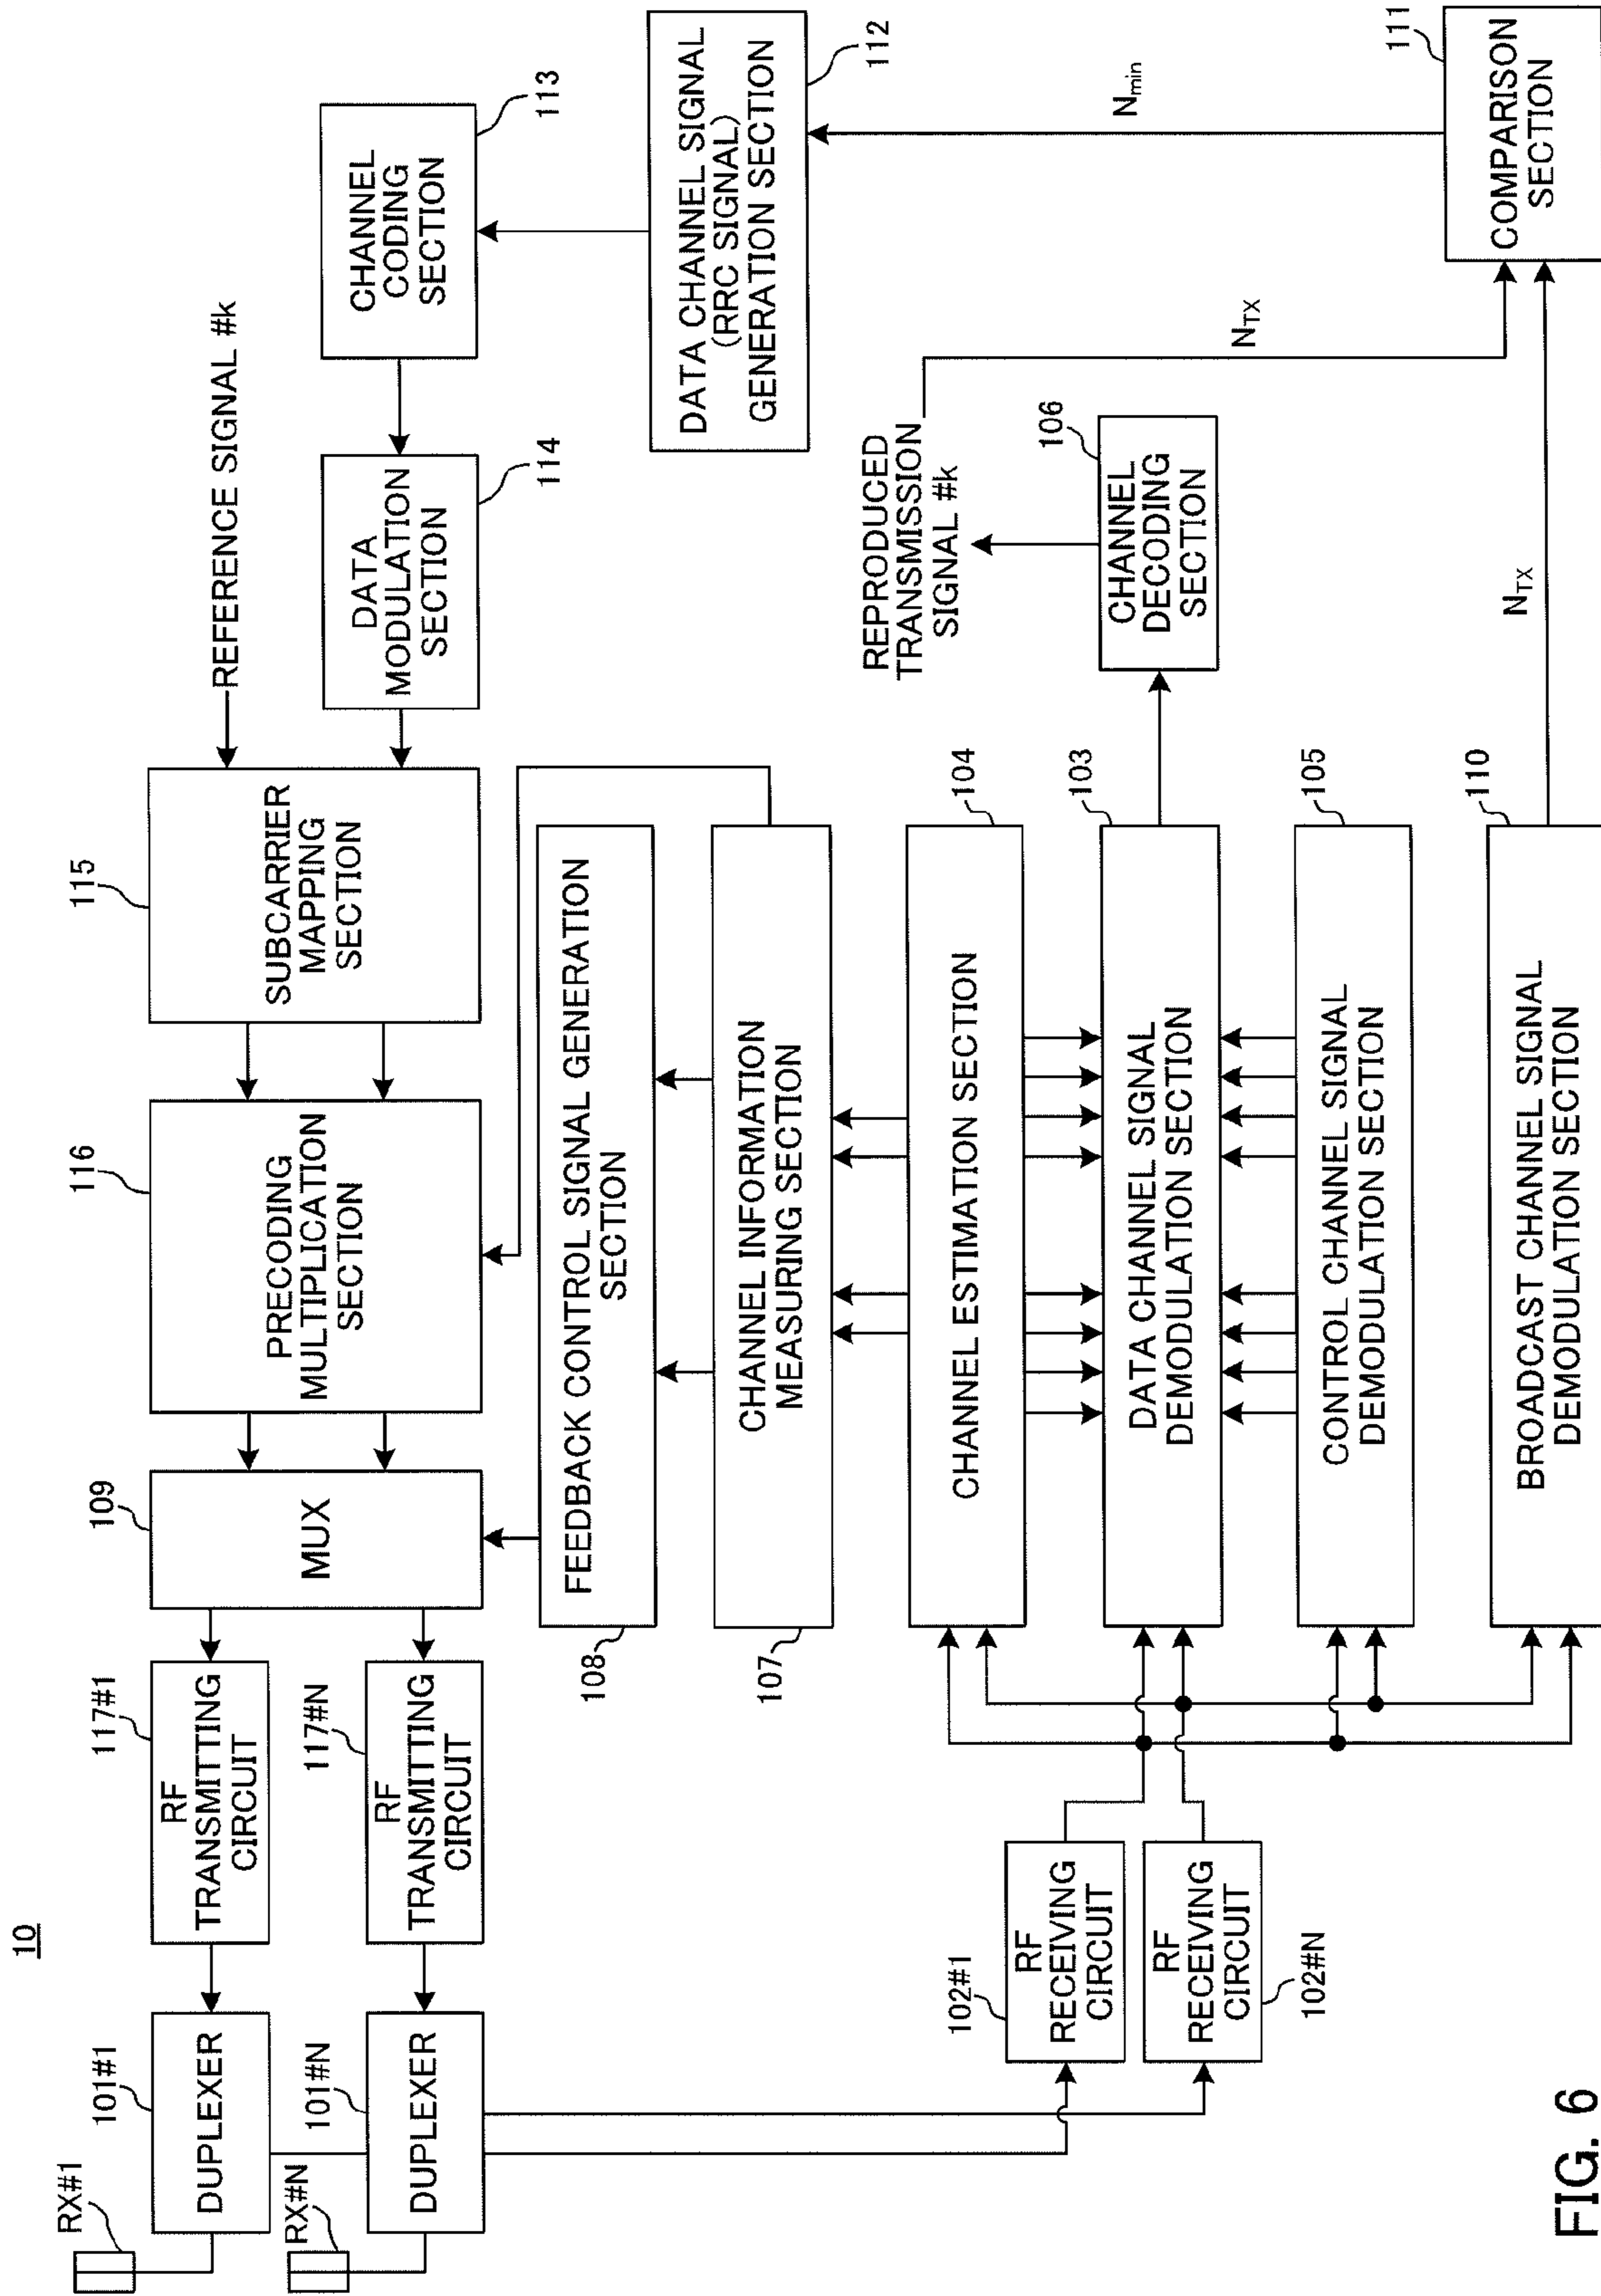 10
RX#1
RX#N
101#1
DUPLEXER
101#N
DUPLEXER
117#1
RF
TRANSMITTING
CIRCUIT
117#N
RF
TRANSMITTING
CIRCUIT
109
MUX
116
PRECODING
MULTIPLICATION
SECTION
115
SUBCARRIER
MAPPING
SECTION
REFERENCE SIGNAL #k
DATA
MODULATION
SECTION
114
CHANNEL
CODING
SECTION
113
108
FEEDBACK CONTROL SIGNAL GENERATION
SECTION
107
CHANNEL INFORMATION
MEASURING SECTION
DATA CHANNEL SIGNAL
(RRC SIGNAL)
GENERATION SECTION
112
102#1
RF
RECEIVING
CIRCUIT
RF
RECEIVING
CIRCUIT
102#N
CHANNEL ESTIMATION SECTION
104
DATA CHANNEL SIGNAL
DEMODULATION SECTION
103
CONTROL CHANNEL SIGNAL
DEMODULATION SECTION
105
BROADCAST CHANNEL SIGNAL
DEMODULATION SECTION
110
REPRODUCED
TRANSMISSION
SIGNAL #k
CHANNEL
DECODING
SECTION
106
NTX
NTX
Nmin
COMPARISON
SECTION
111
FIG. 6